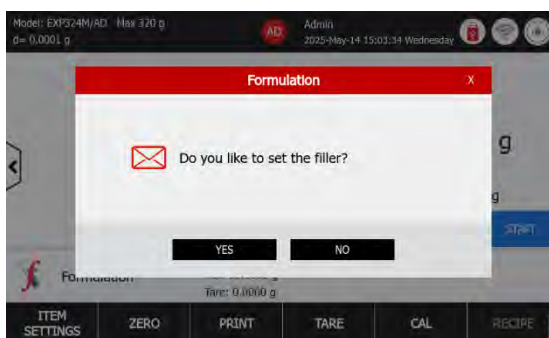 Model: EXP324M/AD Max 320 g
d= 0.0001 g
AD
Admin
2025-May-14 15:03:34 Wednesday
Formulation
X
Do you like to set the filler?
g
g
YES
NO
START
Formulation
Tare: 0.0000 g
ITEM SETTINGS
ZERO
PRINT
TARE
CAL
RECIPE